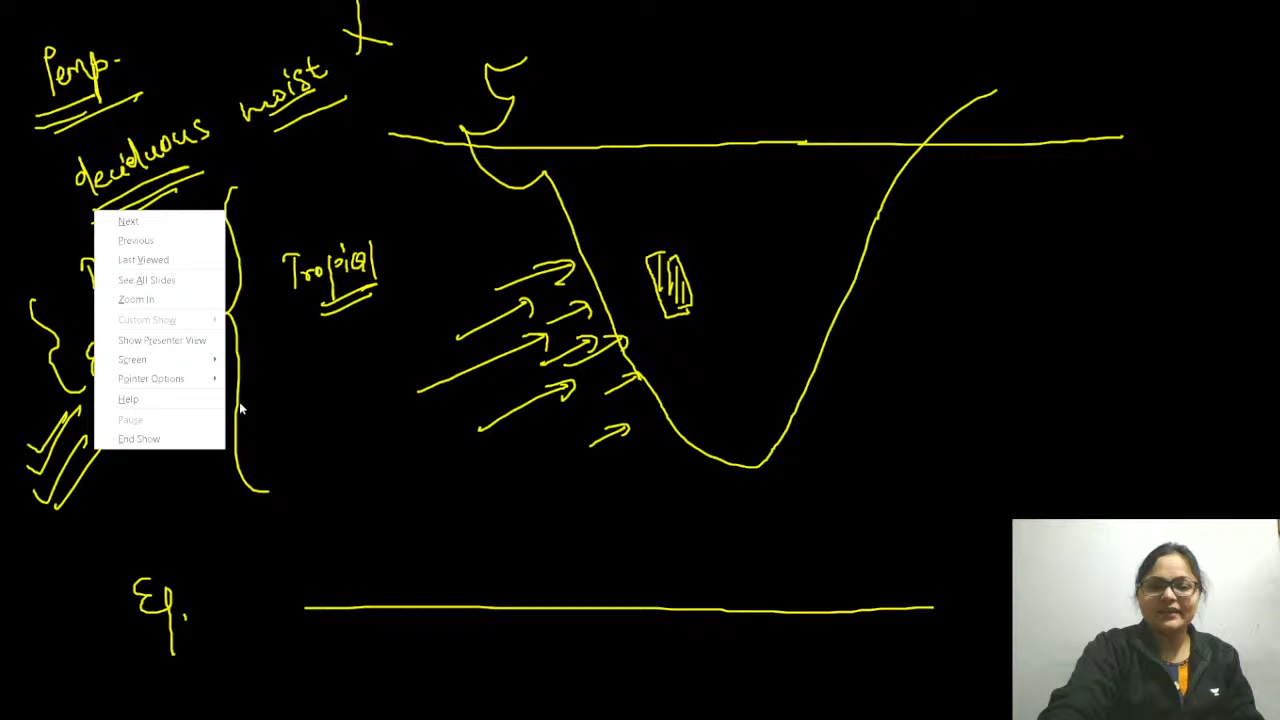 Temp.
moist
deciduous
Tropical
Next
Previous
Last Viewed
See All Slides
Zoom In
Custom Show
Show Presenter View
Screen
Pointer Options
Help
Pause
End Show
Eq.